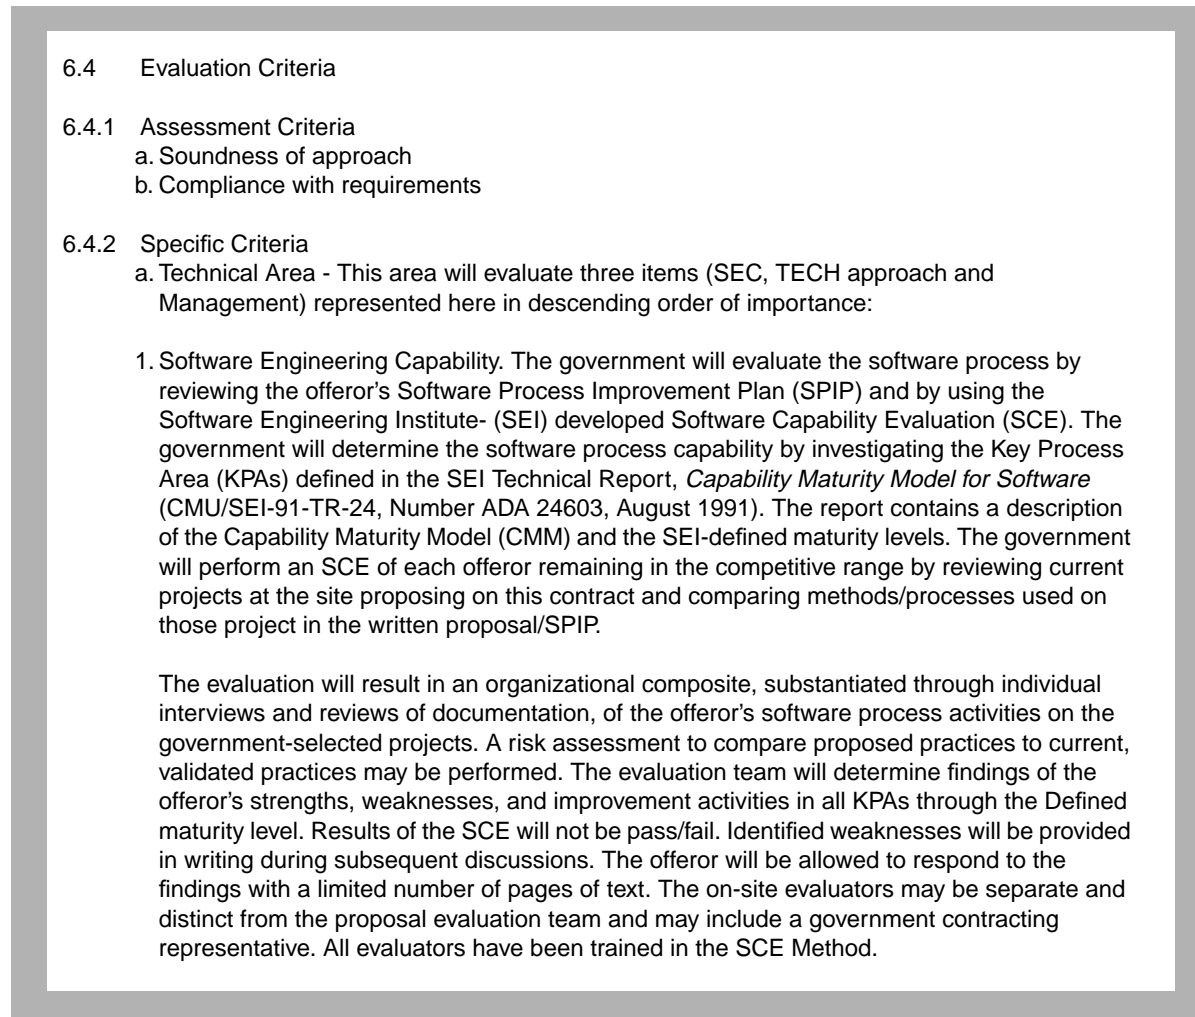 6.4 Evaluation Criteria
6.4.1 Assessment Criteria
a. Soundness of approach
b. Compliance with requirements
6.4.2 Specific Criteria
a. Technical Area - This area will evaluate three items (SEC, TECH approach and
Management) represented here in descending order of importance:
1. Software Engineering Capability. The government will evaluate the software process by
reviewing the offeror’s Software Process Improvement Plan (SPIP) and by using the
Software Engineering Institute- (SEI) developed Software Capability Evaluation (SCE). The
government will determine the software process capability by investigating the Key Process
Area (KPAs) defined in the SEI Technical Report, Capability Maturity Model for Software
(CMU/SEI-91-TR-24, Number ADA 24603, August 1991). The report contains a description
of the Capability Maturity Model (CMM) and the SEI-defined maturity levels. The government
will perform an SCE of each offeror remaining in the competitive range by reviewing current
projects at the site proposing on this contract and comparing methods/processes used on
those project in the written proposal/SPIP.
The evaluation will result in an organizational composite, substantiated through individual
interviews and reviews of documentation, of the offeror’s software process activities on the
government-selected projects. A risk assessment to compare proposed practices to current,
validated practices may be performed. The evaluation team will determine findings of the
offeror’s strengths, weaknesses, and improvement activities in all KPAs through the Defined
maturity level. Results of the SCE will not be pass/fail. Identified weaknesses will be provided
in writing during subsequent discussions. The offeror will be allowed to respond to the
findings with a limited number of pages of text. The on-site evaluators may be separate and
distinct from the proposal evaluation team and may include a government contracting
representative. All evaluators have been trained in the SCE Method.